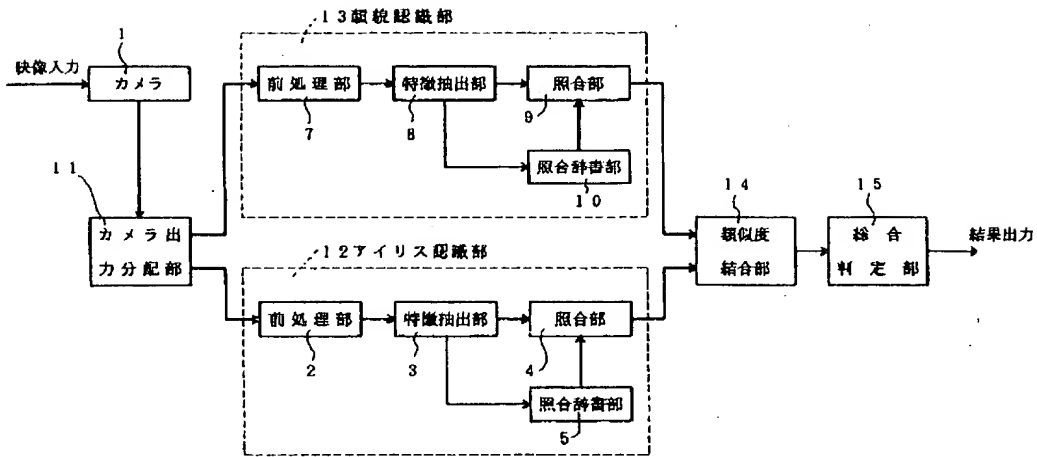 13顔貌認識部
1
映像入力
カメラ
前処理部
特徴抽出部
照合部
7
8
9
照合辞書部
10
11
カメラ出
力分配部
14
類似度
結合部
15
総合
判定部
結果出力
12アイリス認識部
前処理部
特徴抽出部
照合部
2
3
4
照合辞書部
5